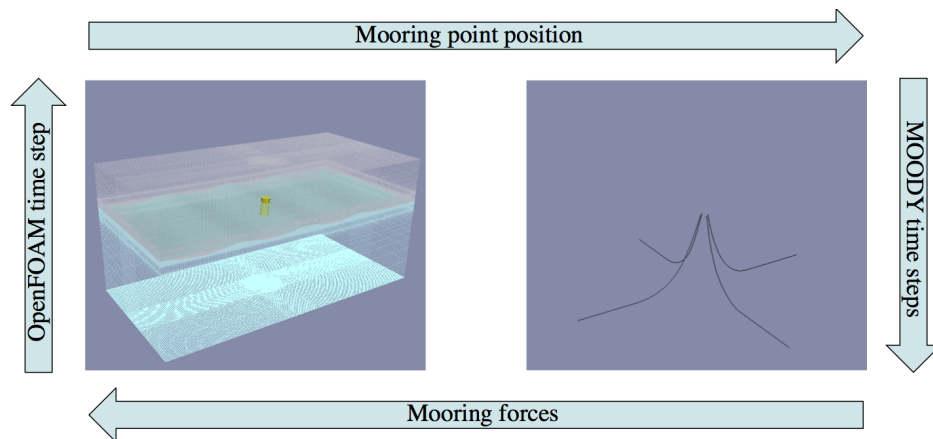 Mooring point position
OpenFOAM time step
MOODY time
steps
Mooring forces